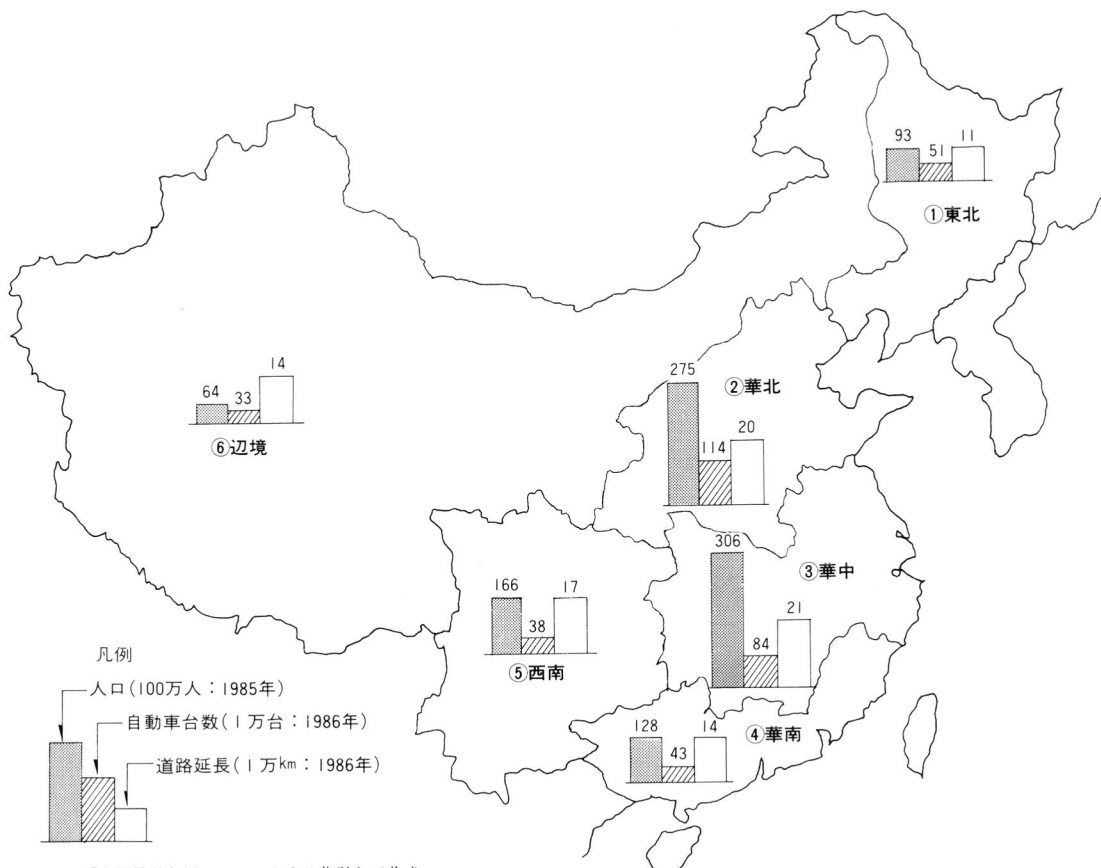 93
51
11
①東北
275
②華北
114
20
64
33
14
⑥辺境
306
③華中
84
21
166
38
17
⑤西南
128
43
14
④華南
凡例
人口(100万人：1985年)
自動車台数(1万台：1986年)
道路延長(1万km：1986年)